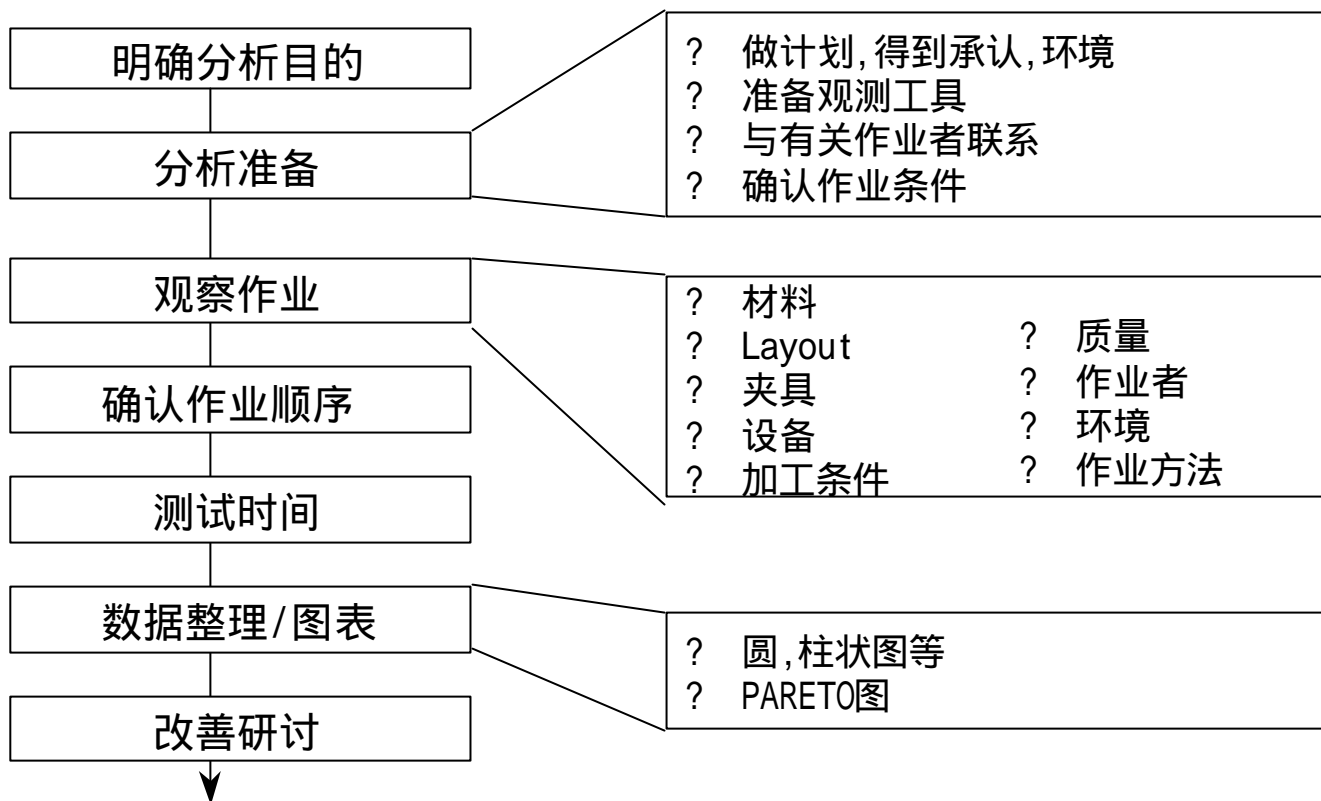 明确分析目的
分析准备
? 做计划,得到承认,环境
? 准备观测工具
? 与有关作业者联系
? 确认作业条件
观察作业
? 材料
? Layout
? 夹具
? 设备
? 加工条件
? 质量
? 作业者
? 环境
? 作业方法
确认作业顺序
测试时间
数据整理/图表
? 圆,柱状图等
? PARETO图
改善研讨